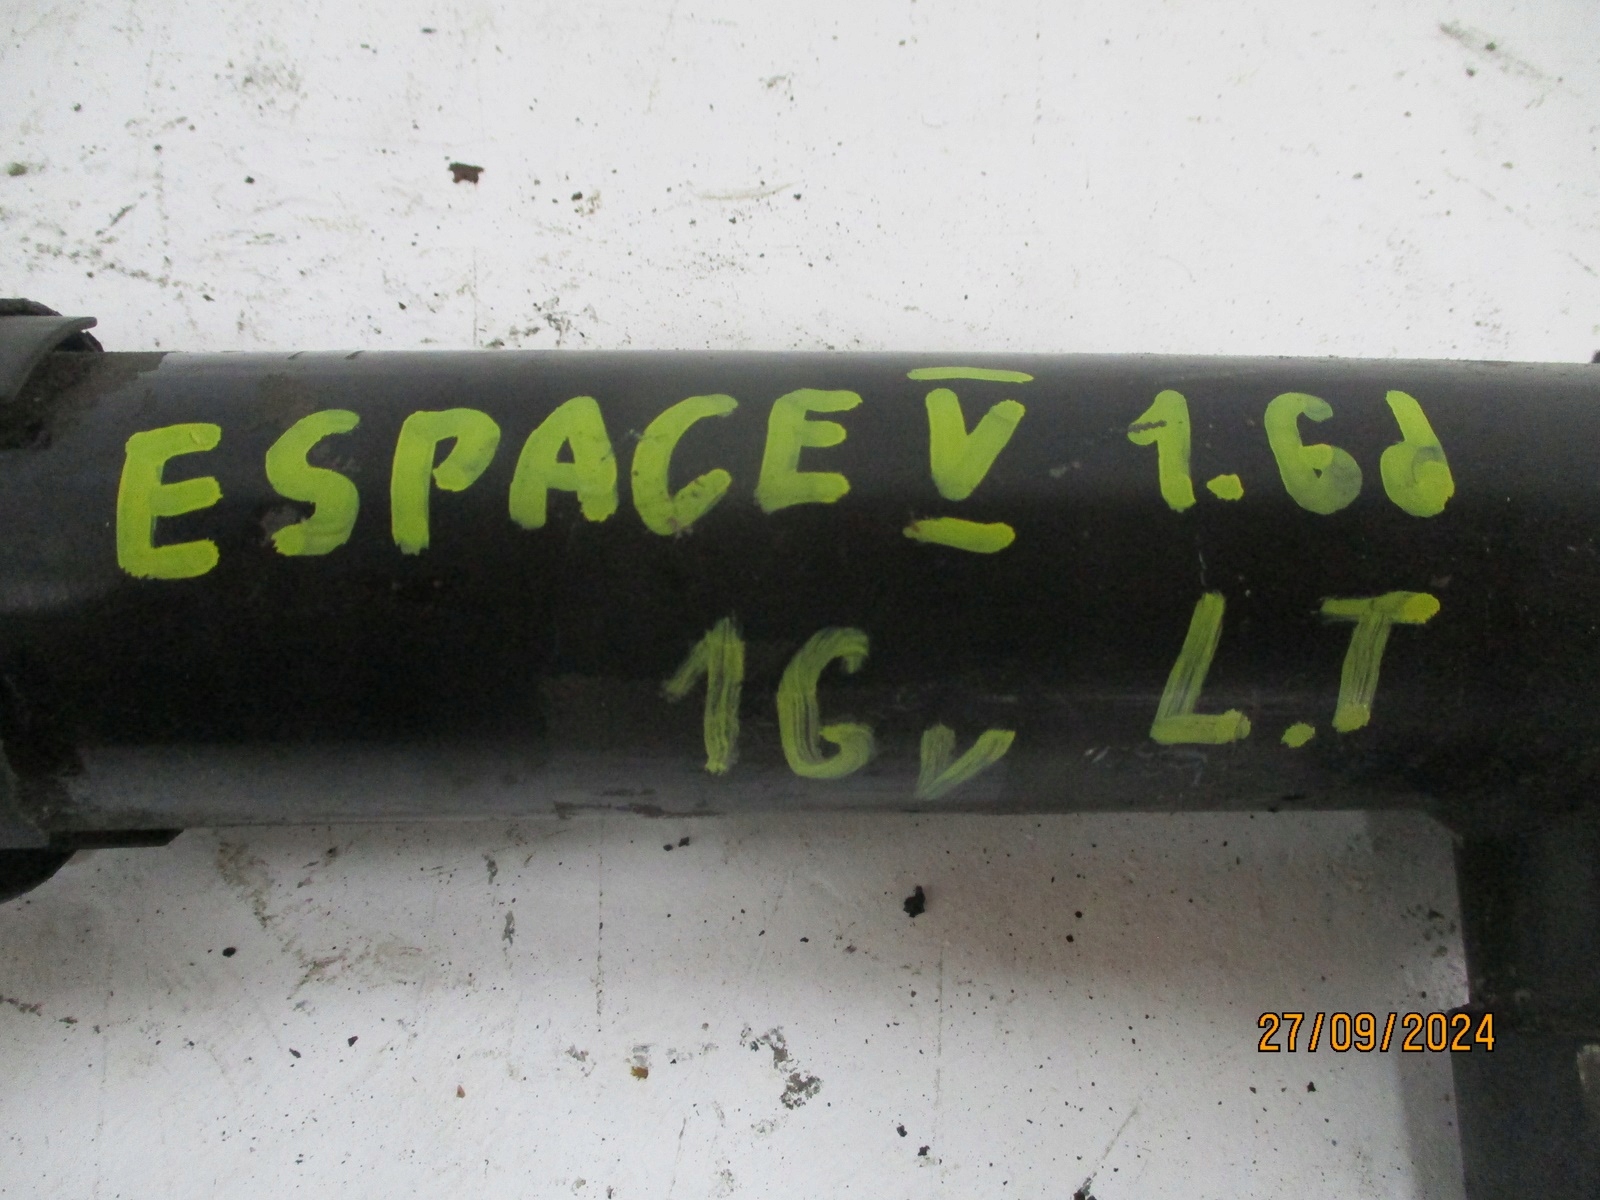 ESPACE V 1.6d
16v L.T
27/09/2024